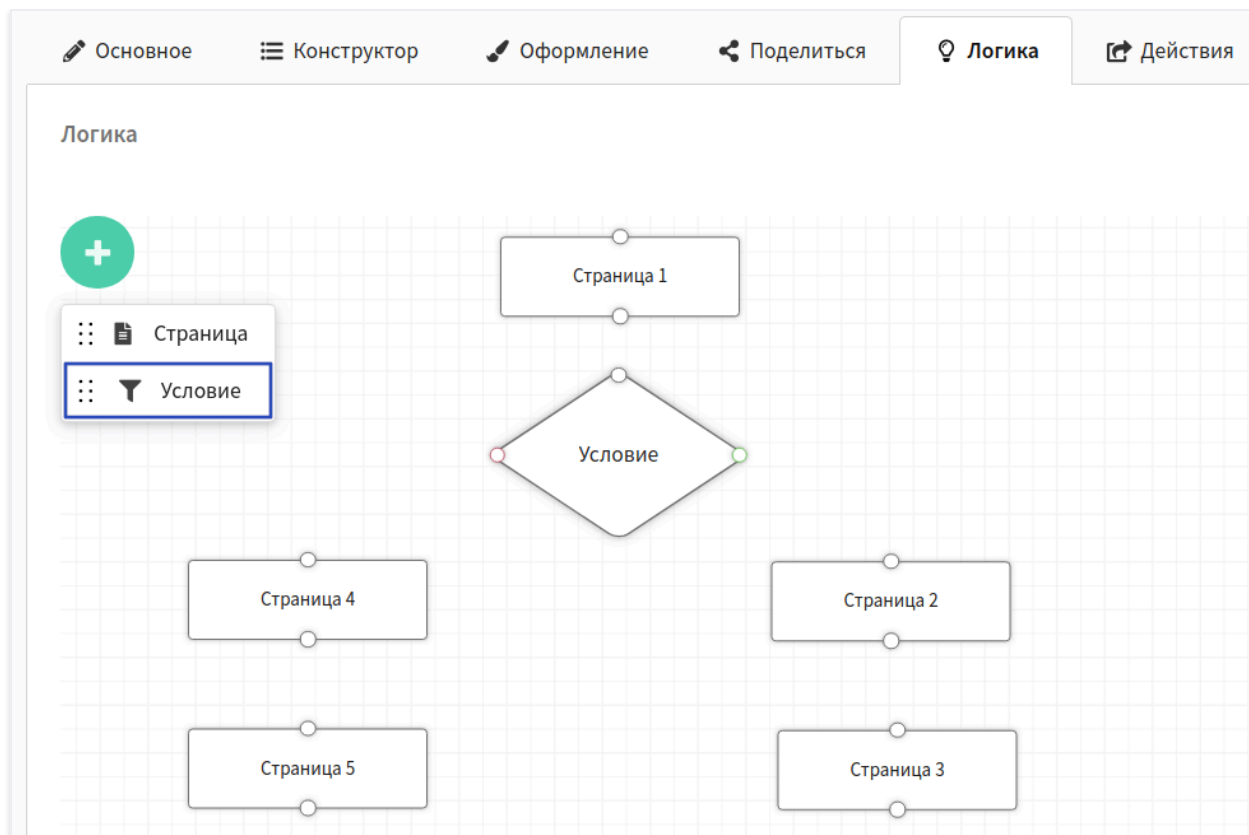 Основное Конструктор Оформление Поделиться Логика Действия
Логика
Страница 1
Страница
Условие
Условие
Страница 4 Страница 2
Страница 5 Страница 3